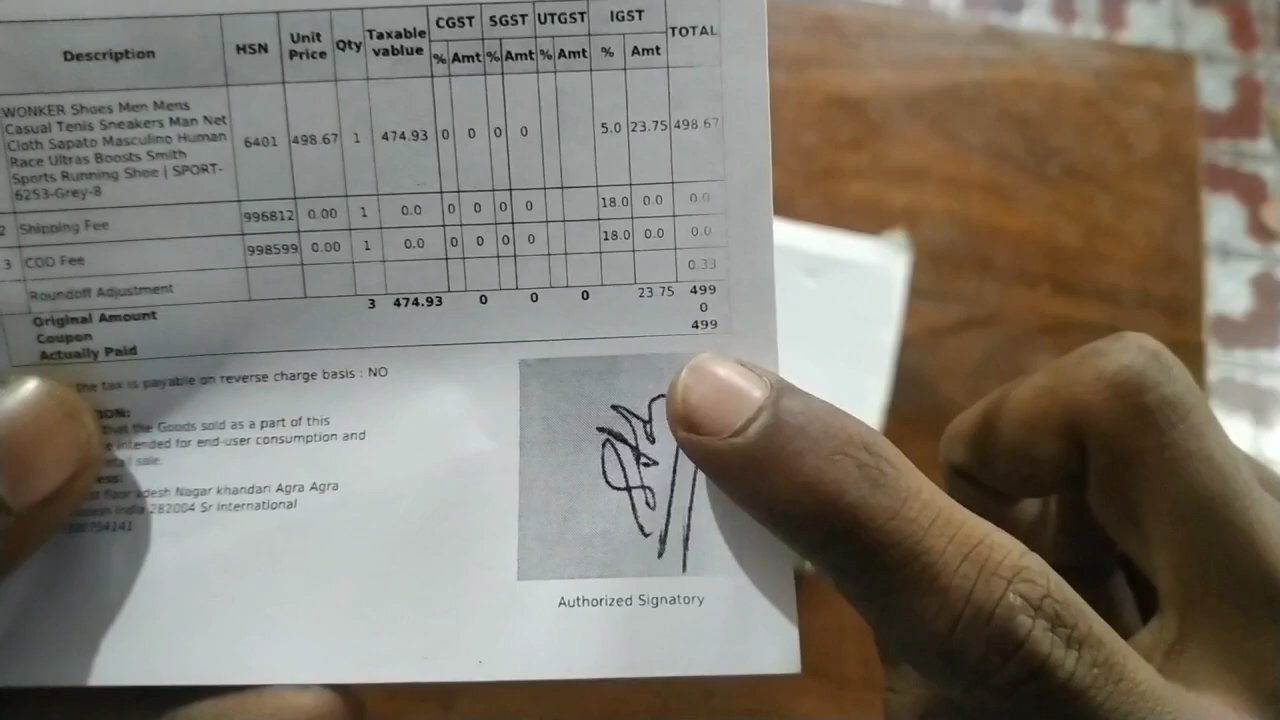 Description HSN Unit Price Qty Taxable vablue CGST SGST UTGST IGST TOTAL
% Amt % Amt % Amt % Amt
WONKER Shoes Men Mens
Casual Tenis Sneakers Man Net
Cloth Sapato Masculino Human
Race Ultras Boosts Smith
Sports Running Shoe | SPORT-
6253-Grey-8
6401 498.67 1 474.93 0 0 0 0 5.0 23.75 498.67
2 Shipping Fee 996812 0.00 1 0.0 0 0 0 0 18.0 0.0 0.0
3 COD Fee 998599 0.00 1 0.0 0 0 0 0 18.0 0.0 0.0
Roundoff Adjustment 0.33
Original Amount 3 474.93 0 0 0 23.75 499
Coupon 0
Actually Paid 499
the tax is payable on reverse charge basis : NO
ION:
that the Goods sold as a part of this
intended for end-user consumption and
sale.
ess:
floor adesh Nagar khandari Agra Agra
India 282004 Sr international
Authorized Signatory